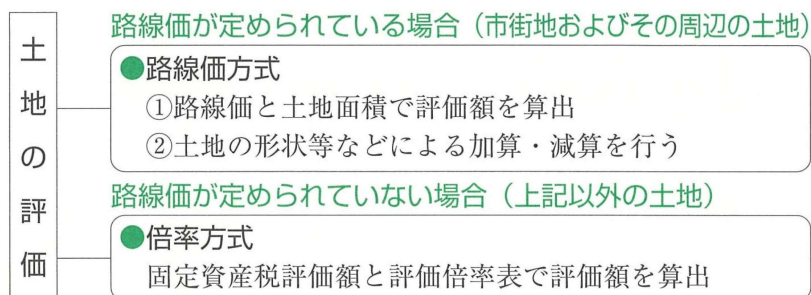 土地の評価
路線価が定められている場合（市街地およびその周辺の土地）
●路線価方式
①路線価と土地面積で評価額を算出
②土地の形状等などによる加算・減算を行う
路線価が定められていない場合（上記以外の土地）
●倍率方式
固定資産税評価額と評価倍率表で評価額を算出